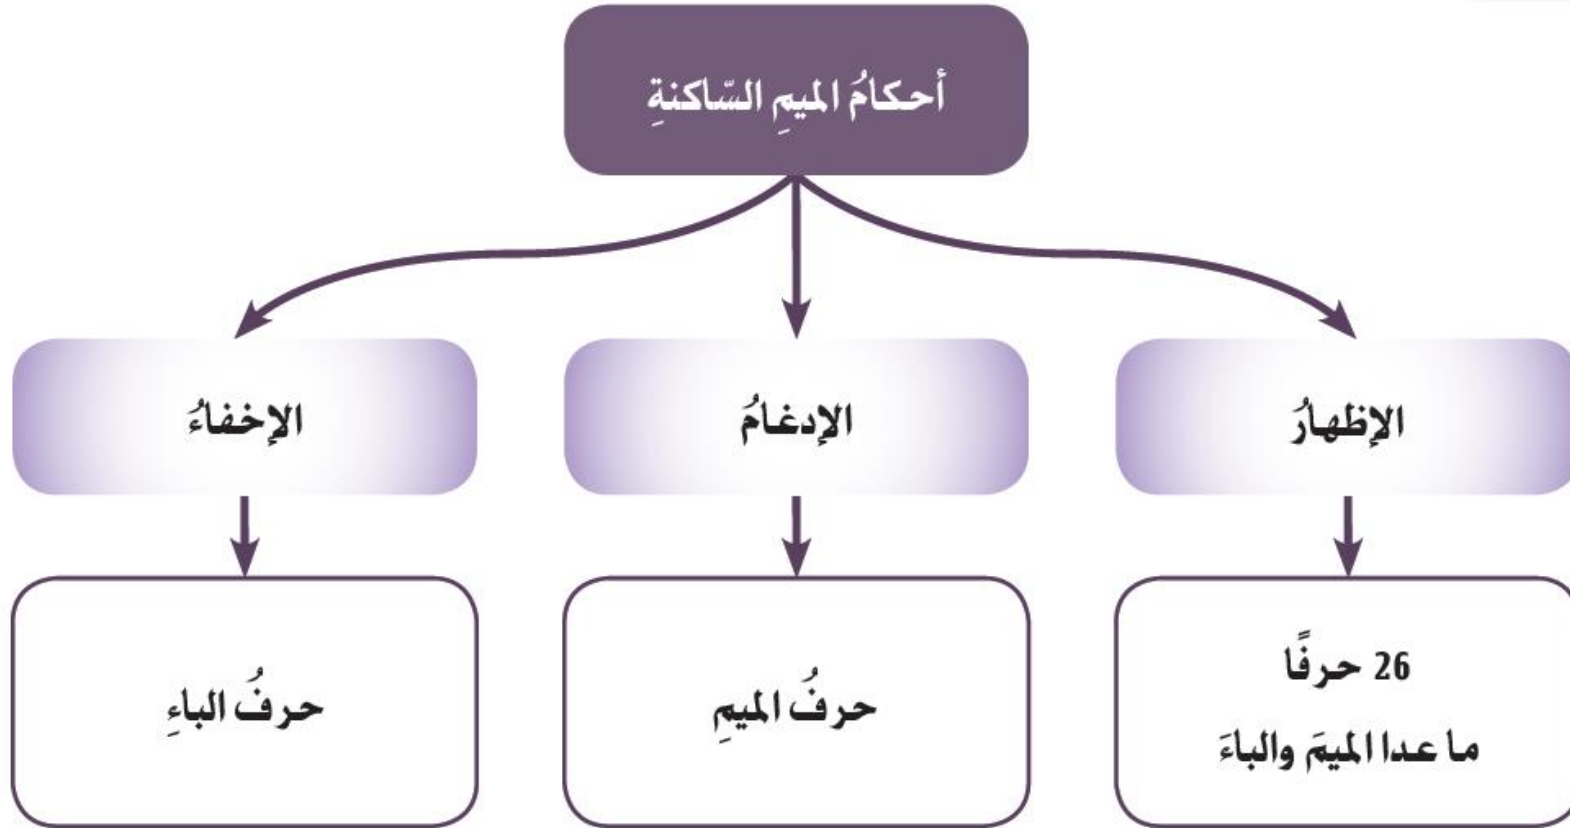 أحكامُ الميمِ السّاكنةِ
الإظهارُ
الإدغامُ
الإخفاءُ
26 حرفًا
ما عدا الميمَ والباءَ
حرفُ الميمِ
حرفُ الباءِ